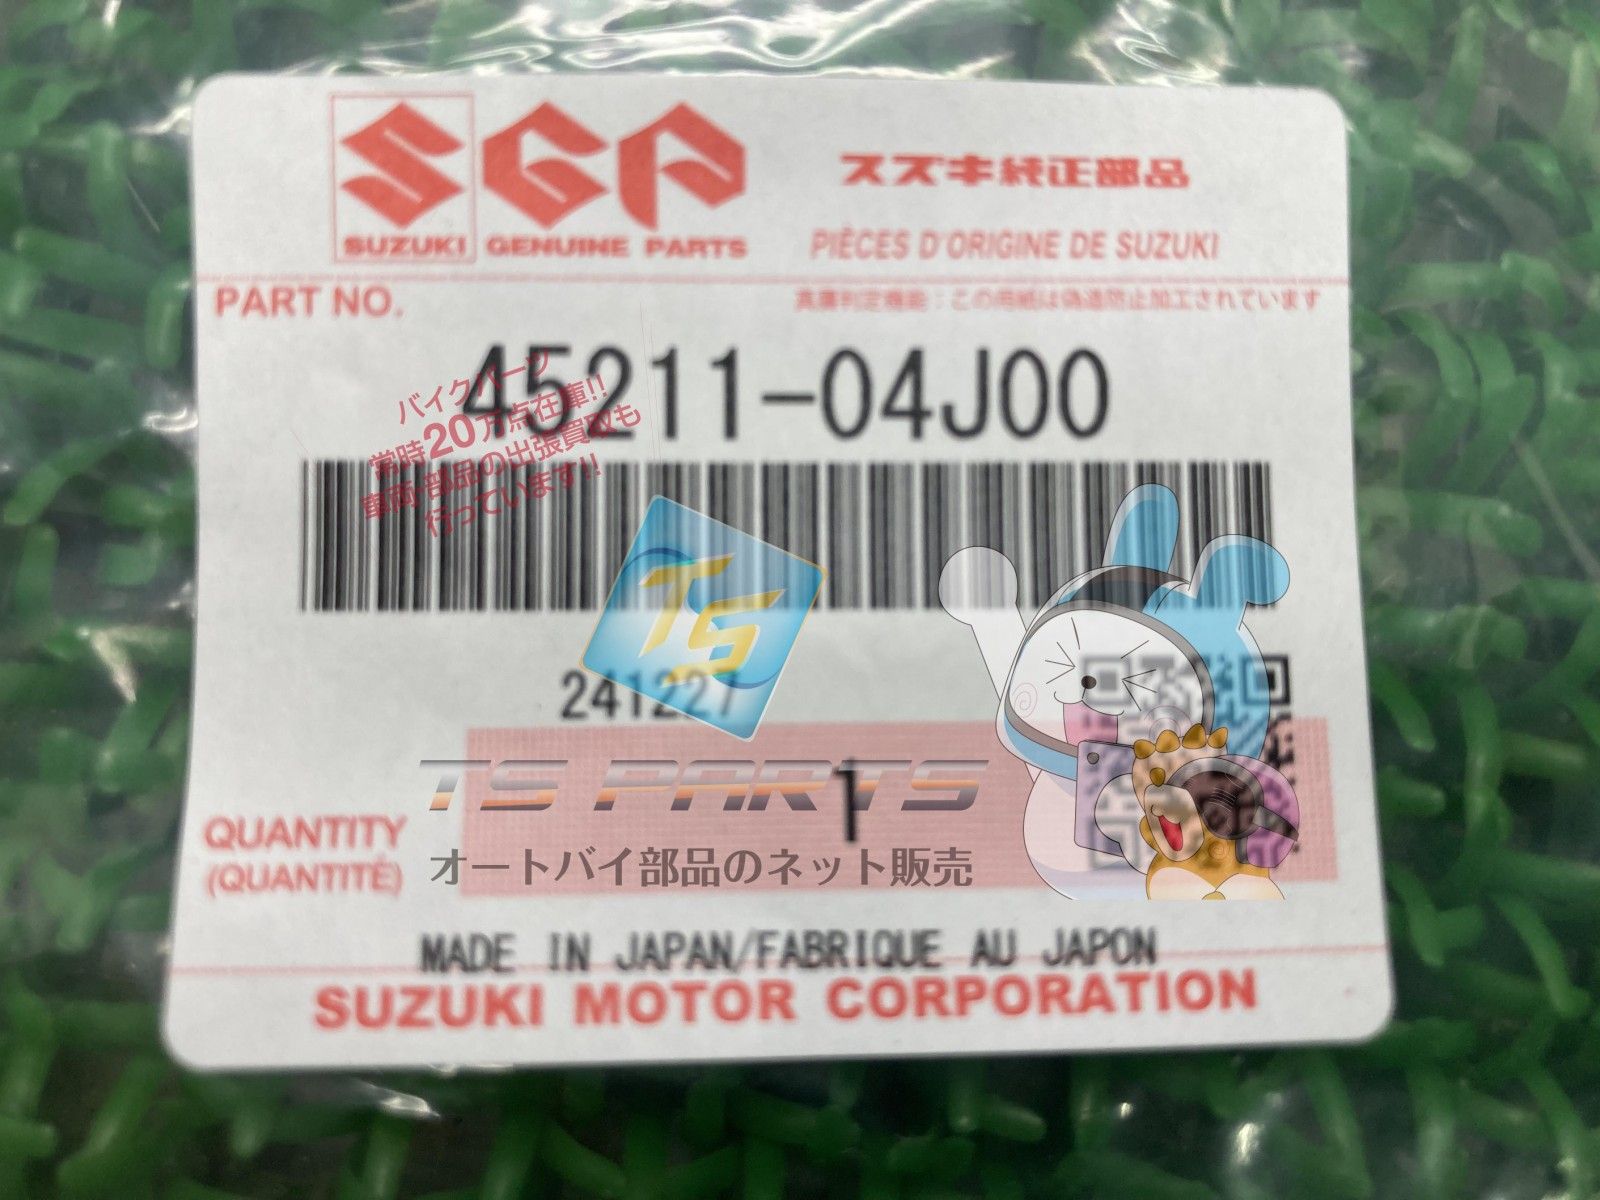 SUZUKI
SGP
GENUINE PARTS
スズキ純正部品
PIÈCES D'ORIGINE DE SUZUKI
PART NO.
真贋判定機能：この用紙は偽造防止加工されています
45211-04J00
バイクパーツ
常時20万点在庫!!
車両・部品の出張買取も
行っています!!
TS
241227
TS PARTS
オートバイ部品のネット販売
QUANTITY
(QUANTITÉ)
1
MADE IN JAPAN/FABRIQUE AU JAPON
SUZUKI MOTOR CORPORATION